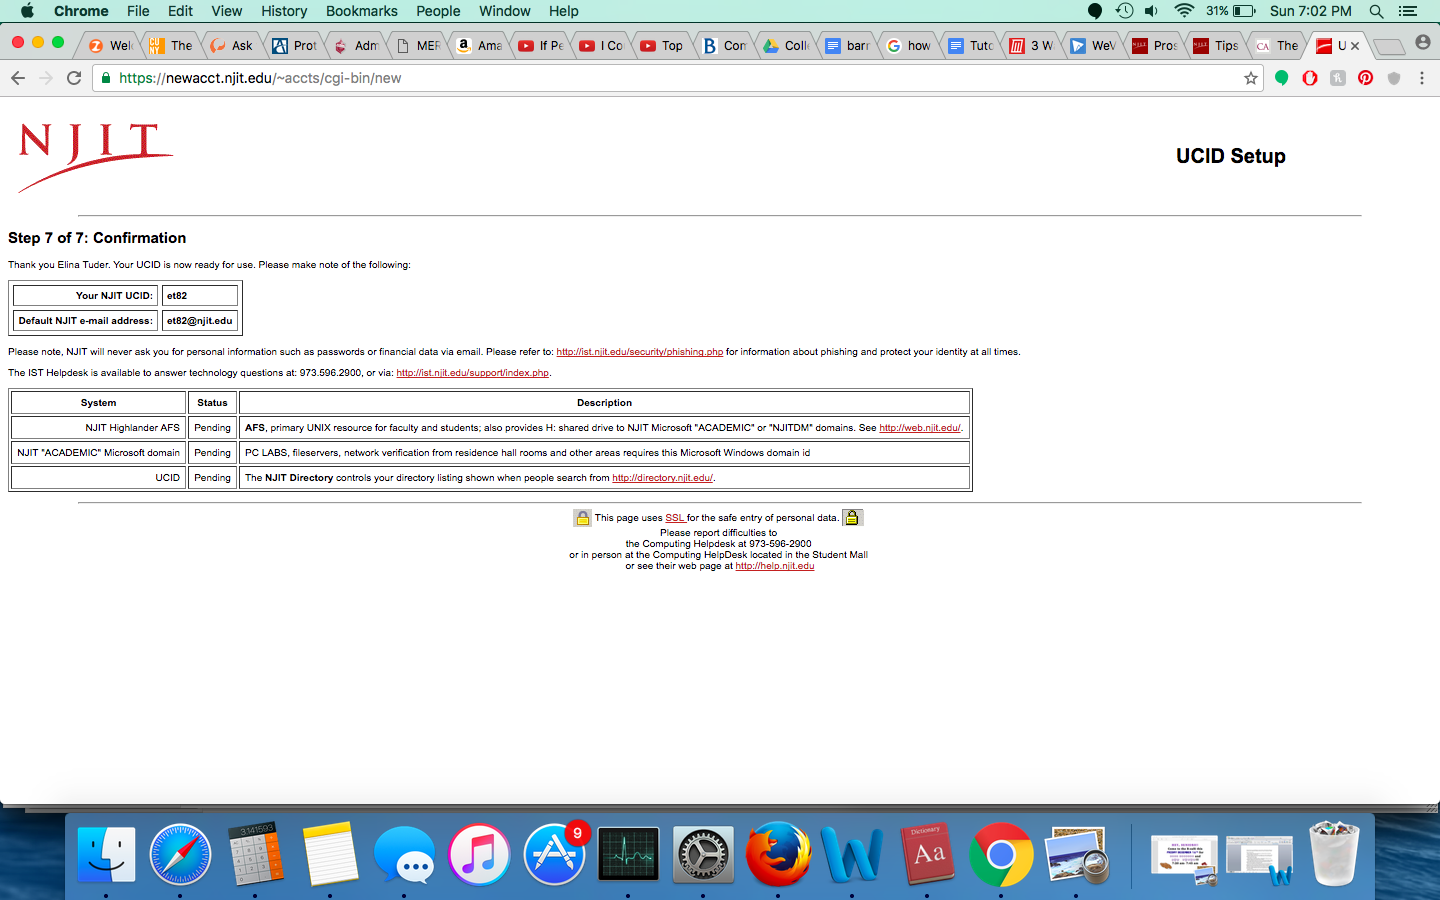 Chrome File Edit View History Bookmarks People Window Help 31% Sun 7:02 PM
Weld The Ask Prot Adm MER Ama If Pe I Co Top Com Coll barr how Tuto 3 W WeV Pros Tips The U
https://newacct.njit.edu/~accts/cgi-bin/new
NJIT
UCID Setup
Step 7 of 7: Confirmation
Thank you Elina Tuder. Your UCID is now ready for use. Please make note of the following:
Your NJIT UCID: et82
Default NJIT e-mail address: et82@njit.edu
Please note, NJIT will never ask you for personal information such as passwords or financial data via email. Please refer to: http://ist.njit.edu/security/phishing.php for information about phishing and protect your identity at all times.
The IST Helpdesk is available to answer technology questions at: 973.596.2900, or via: http://ist.njit.edu/support/index.php.
System Status Description
NJIT Highlander AFS Pending AFS, primary UNIX resource for faculty and students; also provides H: shared drive to NJIT Microsoft "ACADEMIC" or "NJITDM" domains. See http://web.njit.edu/.
NJIT "ACADEMIC" Microsoft domain Pending PC LABS, fileservers, network verification from residence hall rooms and other areas requires this Microsoft Windows domain id
UCID Pending The NJIT Directory controls your directory listing shown when people search from http://directory.njit.edu/.
This page uses SSL for the safe entry of personal data.
Please report difficulties to
the Computing Helpdesk at 973-596-2900
or in person at the Computing HelpDesk located in the Student Mall
or see their web page at http://help.njit.edu
3.141593
9
Dictionary
Aa